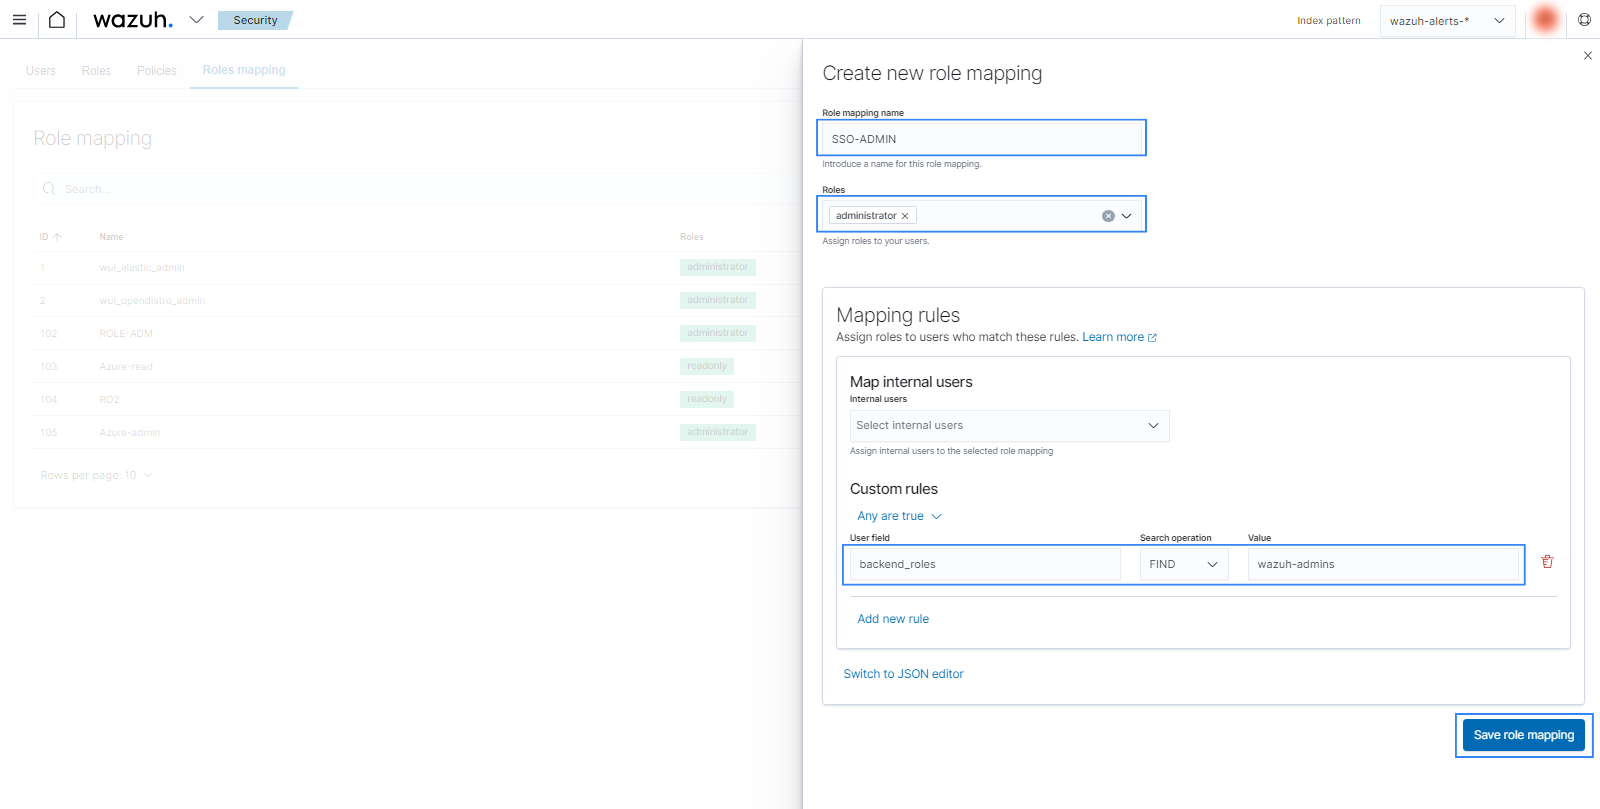 wazuh.
Security
Index pattern
wazuh-alerts-*
Users
Roles
Policies
Roles mapping
Role mapping
Search...
ID
Name
Roles
1
wui_elastic_admin
administrator
2
wui_opendistro_admin
administrator
102
ROLE-ADM
administrator
103
Azure-read
readonly
104
RO2
readonly
105
Azure-admin
administrator
Rows per page: 10
Create new role mapping
Role mapping name
SSO-ADMIN
Introduce a name for this role mapping.
Roles
administrator
Assign roles to your users.
Mapping rules
Assign roles to users who match these rules. Learn more
Map internal users
Internal users
Select internal users
Assign internal users to the selected role mapping
Custom rules
Any are true
User field
Search operation
Value
backend_roles
FIND
wazuh-admins
Add new rule
Switch to JSON editor
Save role mapping